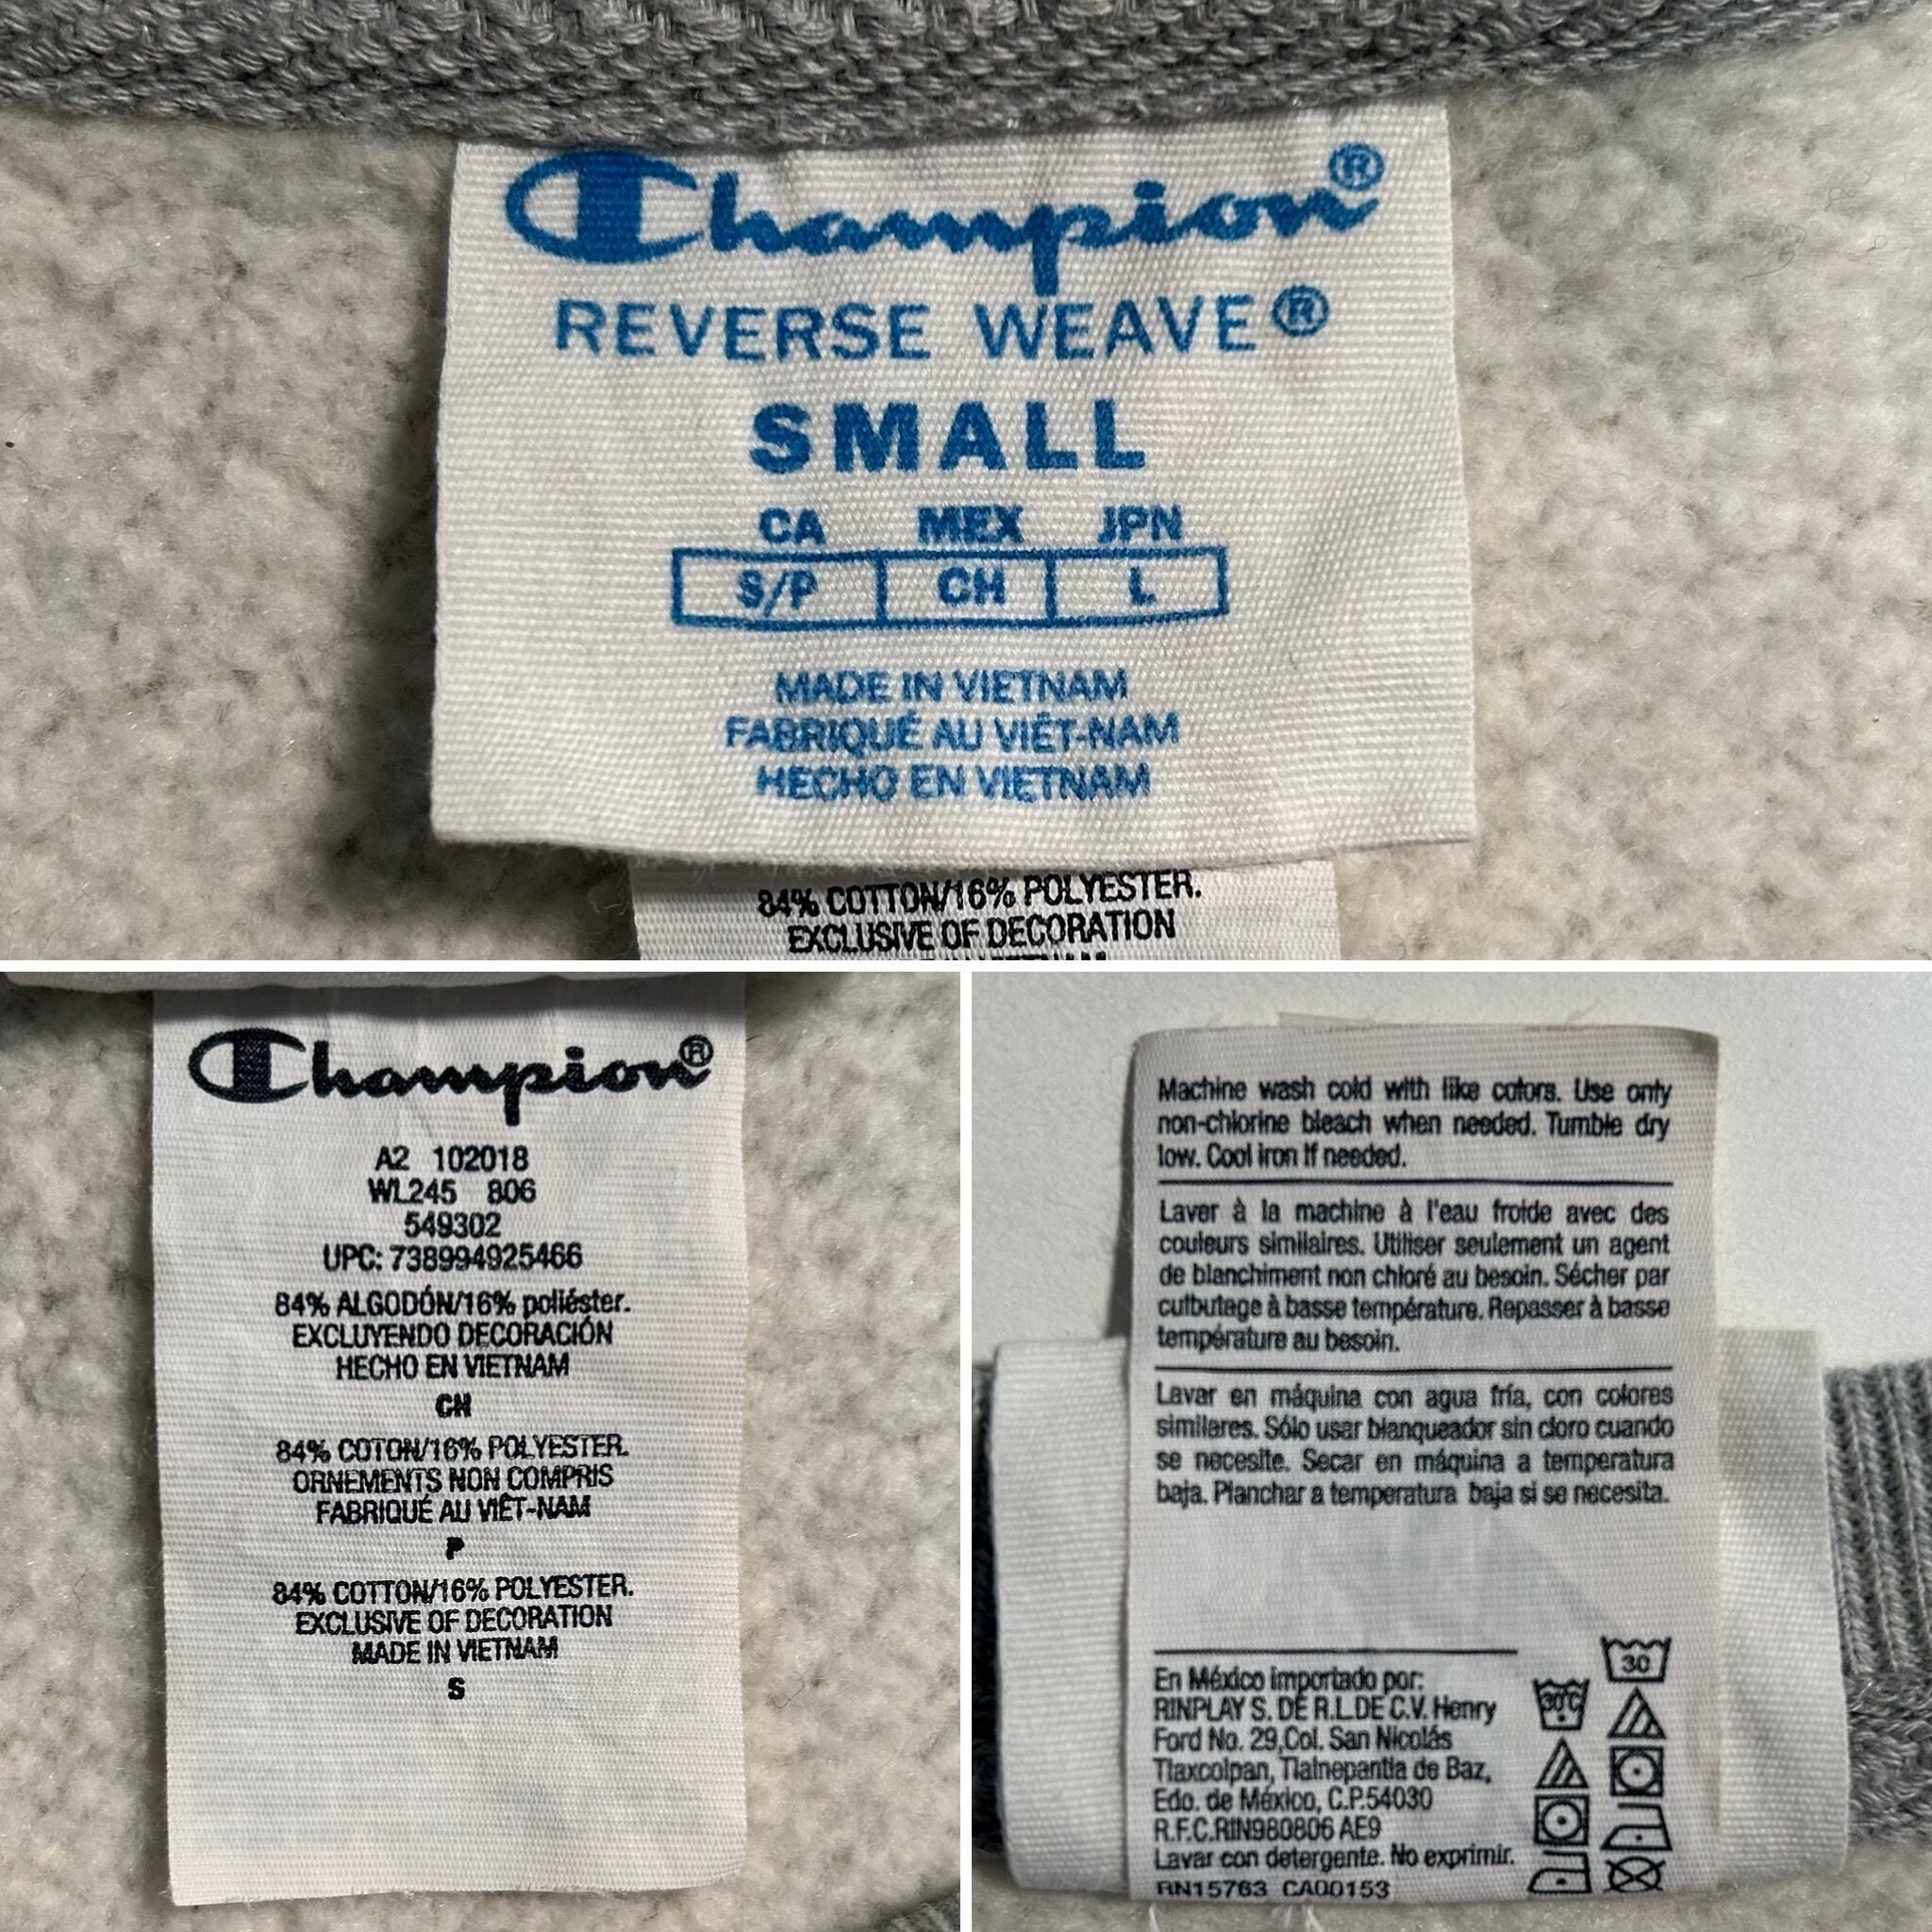 Champion®
REVERSE WEAVE®
SMALL
CA MEX JPN
S/P CH L
MADE IN VIETNAM
FABRIQUÉ AU VIÊT-NAM
HECHO EN VIETNAM
84% COTTON/16% POLYESTER.
EXCLUSIVE OF DECORATION
Champion®
A2 102018
WL245 806
549302
UPC: 738994925466
84% ALGODÓN/16% poliéster.
EXCLUYENDO DECORACIÓN
HECHO EN VIETNAM
CH
84% COTON/16% POLYESTER.
ORNEMENTS NON COMPRIS
FABRIQUÉ AU VIÊT-NAM
P
84% COTTON/16% POLYESTER.
EXCLUSIVE OF DECORATION
MADE IN VIETNAM
S
Machine wash cold with like colors. Use only
non-chlorine bleach when needed. Tumble dry
low. Cool iron if needed.
Laver à la machine à l'eau froide avec des
couleurs similaires. Utiliser seulement un agent
de blanchiment non chloré au besoin. Sécher par
culbutage à basse température. Repasser à basse
température au besoin.
Lavar en máquina con agua fría, con colores
similares. Sólo usar blanqueador sin cloro cuando
se necesite. Secar en máquina a temperatura
baja. Planchar a temperatura baja si se necesita.
En México importado por:
RINPLAY S. DE R.L.DE C.V. Henry
Ford No. 29,Col. San Nicolás
Tlaxcolpan, Tlalnepantla de Baz,
Edo. de México, C.P.54030
R.F.C.RIN980806 AE9
Lavar con detergente. No exprimir.
RN15763 CA00153
30°C
30